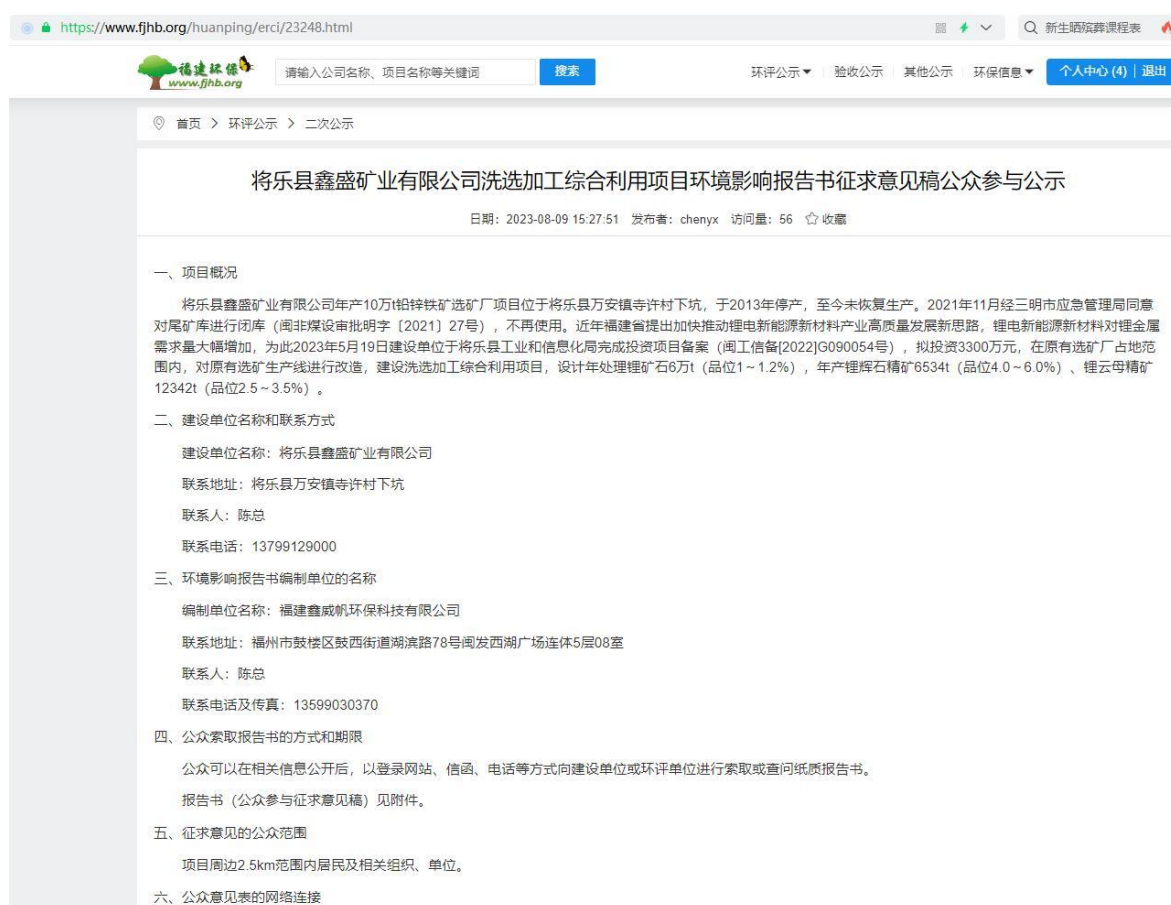 https://www.fjhb.org/huanping/erci/23248.html
新生晒殡葬课程表
福建环保
www.fjhb.org
请输入公司名称、项目名称等关键词
搜索
环评公示
验收公示
其他公示
环保信息
个人中心 (4) | 退出
首页 > 环评公示 > 二次公示
将乐县鑫盛矿业有限公司洗选加工综合利用项目环境影响报告书征求意见稿公众参与公示
日期：2023-08-09 15:27:51 发布者：chenyx 访问量：56 收藏
一、项目概况
将乐县鑫盛矿业有限公司年产10万t铅锌铁矿选矿厂项目位于将乐县万安镇寺许村下坑，于2013年停产，至今未恢复生产。2021年11月经三明市应急管理局同意
对尾矿库进行闭库（闽非煤设审批明字〔2021〕27号），不再使用。近年福建省提出加快推动锂电新能源新材料产业高质量发展新思路，锂电新能源新材料对锂金属
需求量大幅增加，为此2023年5月19日建设单位于将乐县工业和信息化局完成投资项目备案（闽工信备[2022]G090054号），拟投资3300万元，在原有选矿厂占地范
围内，对原有选矿生产线进行改造，建设洗选加工综合利用项目，设计年处理锂矿石6万t（品位1~1.2%），年产锂辉石精矿6534t（品位4.0~6.0%）、锂云母精矿
12342t（品位2.5~3.5%）。
二、建设单位名称和联系方式
建设单位名称：将乐县鑫盛矿业有限公司
联系地址：将乐县万安镇寺许村下坑
联系人：陈总
联系电话：13799129000
三、环境影响报告书编制单位的名称
编制单位名称：福建鑫威帆环保科技有限公司
联系地址：福州市鼓楼区鼓西街道湖滨路78号闽发西湖广场连体5层08室
联系人：陈总
联系电话及传真：13599030370
四、公众索取报告书的方式和期限
公众可以在相关信息公开后，以登录网站、信函、电话等方式向建设单位或环评单位进行索取或查问纸质报告书。
报告书（公众参与征求意见稿）见附件。
五、征求意见的公众范围
项目周边2.5km范围内居民及相关组织、单位。
六、公众意见表的网络连接